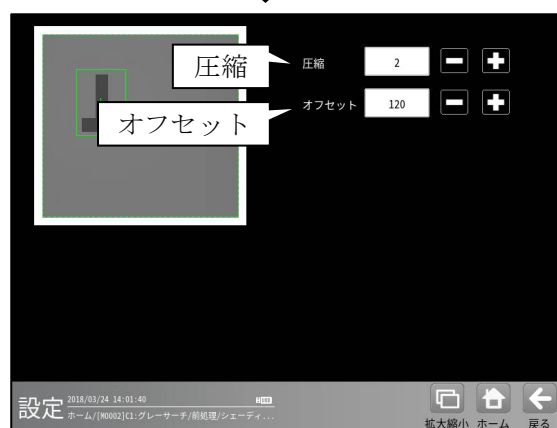 圧縮
圧縮
2
オフセット
オフセット
120
設定
2018/03/24 14:01:40
ホーム/[M0002]C1:グレーサーチ/前処理/シェーディ...
拡大縮小
ホーム
戻る